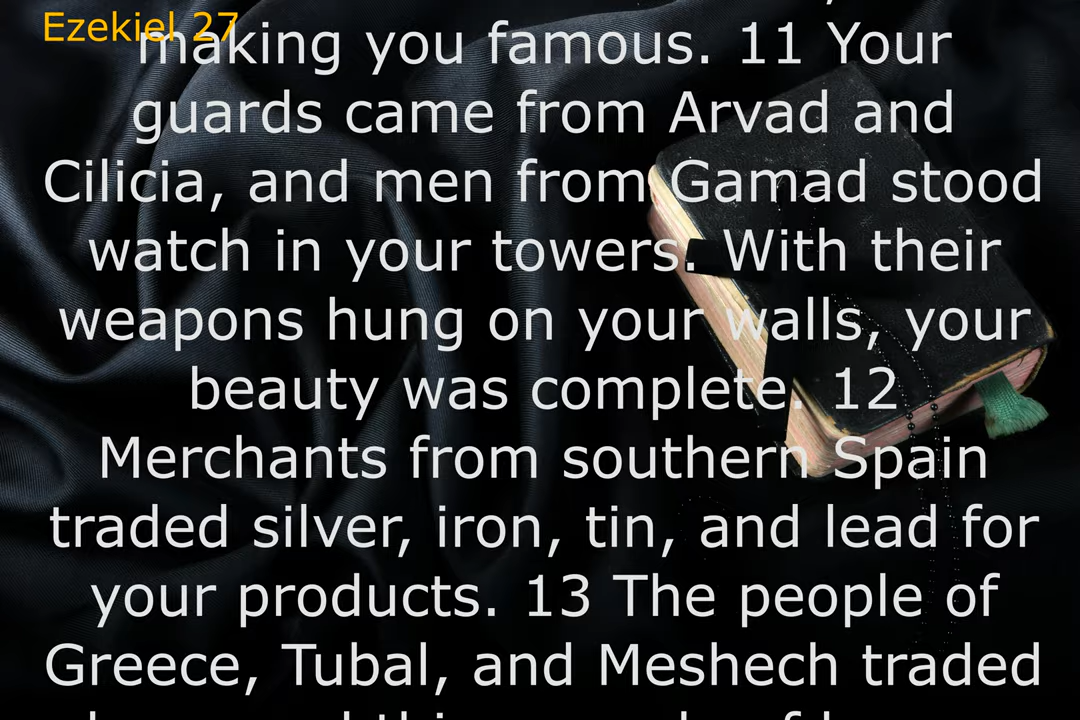 Ezekiel 27
making you famous. 11 Your
guards came from Arvad and
Cilicia, and men from Gamad stood
watch in your towers. With their
weapons hung on your walls, your
beauty was complete. 12
Merchants from southern Spain
traded silver, iron, tin, and lead for
your products. 13 The people of
Greece, Tubal, and Meshech traded